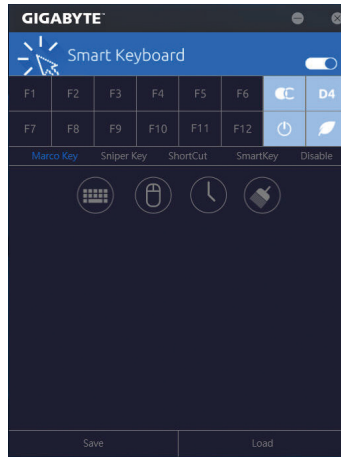 GIGABYTE™
Smart Keyboard
F1 F2 F3 F4 F5 F6 D4
F7 F8 F9 F10 F11 F12
Marco Key Sniper Key ShortCut SmartKey Disable
Save Load